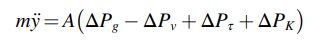 mÿ = A(ΔP_g − ΔP_v + ΔP_τ + ΔP_K)